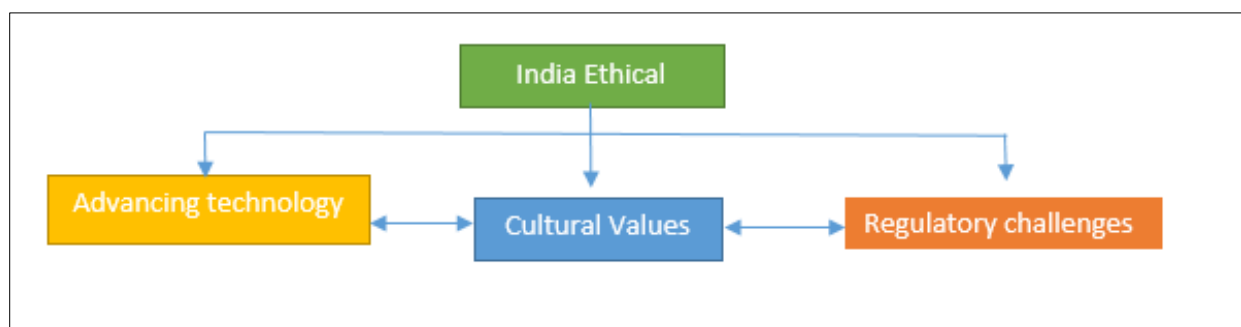 India Ethical
Advancing technology
Cultural Values
Regulatory challenges